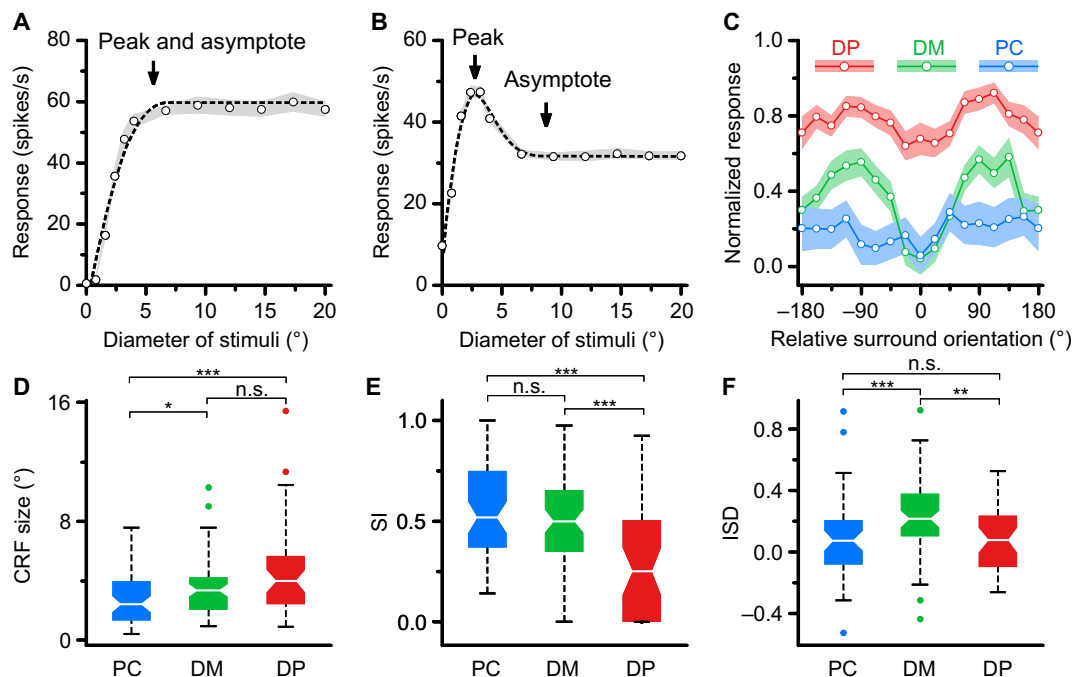 A
80
60
40
20
0
Response (spikes/s)
Peak and asymptote
0 5 10 15 20
Diameter of stimuli (°)
B
60
40
20
0
Response (spikes/s)
Peak
Asymptote
0 5 10 15 20
Diameter of stimuli (°)
C
1.0
0.8
0.4
0.0
Normalized response
DP DM PC
–180 –90 0 90 180
Relative surround orientation (°)
D
16
8
0
CRF size (°)
***
n.s.
*
PC DM DP
E
1.0
0.5
0.0
SI
***
n.s.
***
PC DM DP
F
0.8
0.4
0.0
–0.4
ISD
n.s.
***
**
PC DM DP